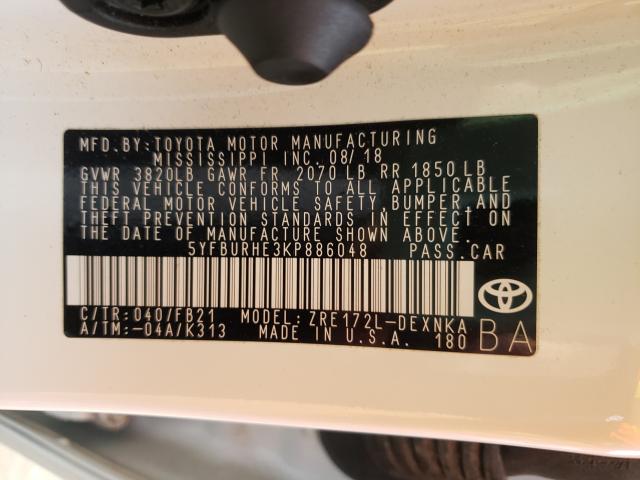 MFD. BY: TOYOTA MOTOR MANUFACTURING
MISSISSIPPI INC. 08/18
GVWR 3820LB GAWR FR 2070 LB RR 1850 LB
THIS VEHICLE CONFORMS TO ALL APPLICABLE
FEDERAL MOTOR VEHICLE SAFETY, BUMPER AND
THEFT PREVENTION STANDARDS IN EFFECT ON
THE DATE OF MANUFACTURE SHOWN ABOVE.
5YFBURHE3KP886048 PASS. CAR
C/TR: 040/FB21 MODEL: ZRE172L-DEXNKA
A/TM: -04A/K313 MADE IN U.S.A. 180 BA